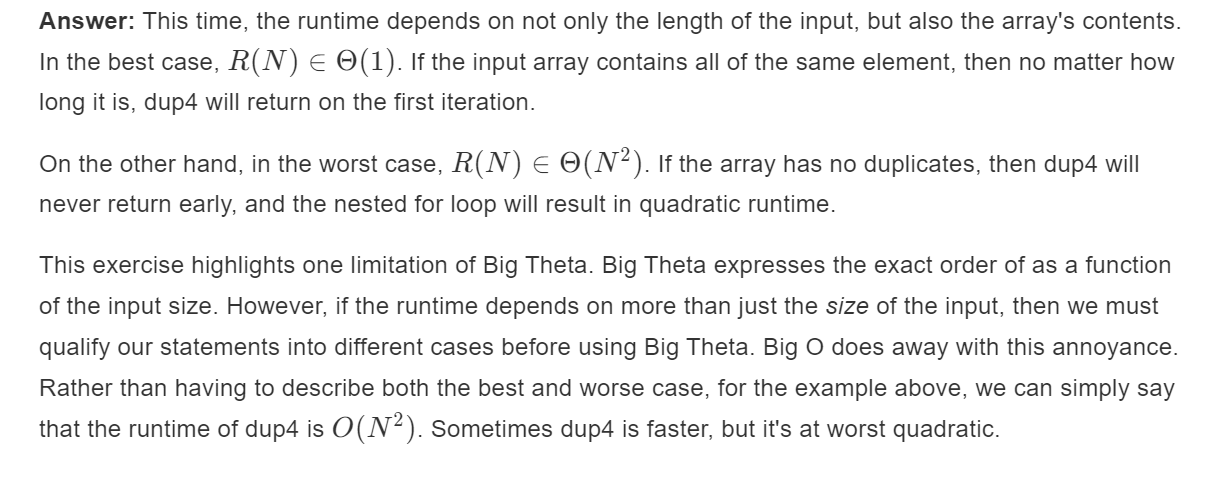 Answer: This time, the runtime depends on not only the length of the input, but also the array's contents.
In the best case, R(N) ∈ Θ(1). If the input array contains all of the same element, then no matter how
long it is, dup4 will return on the first iteration.
On the other hand, in the worst case, R(N) ∈ Θ(N²). If the array has no duplicates, then dup4 will
never return early, and the nested for loop will result in quadratic runtime.
This exercise highlights one limitation of Big Theta. Big Theta expresses the exact order of as a function
of the input size. However, if the runtime depends on more than just the size of the input, then we must
qualify our statements into different cases before using Big Theta. Big O does away with this annoyance.
Rather than having to describe both the best and worse case, for the example above, we can simply say
that the runtime of dup4 is O(N²). Sometimes dup4 is faster, but it's at worst quadratic.